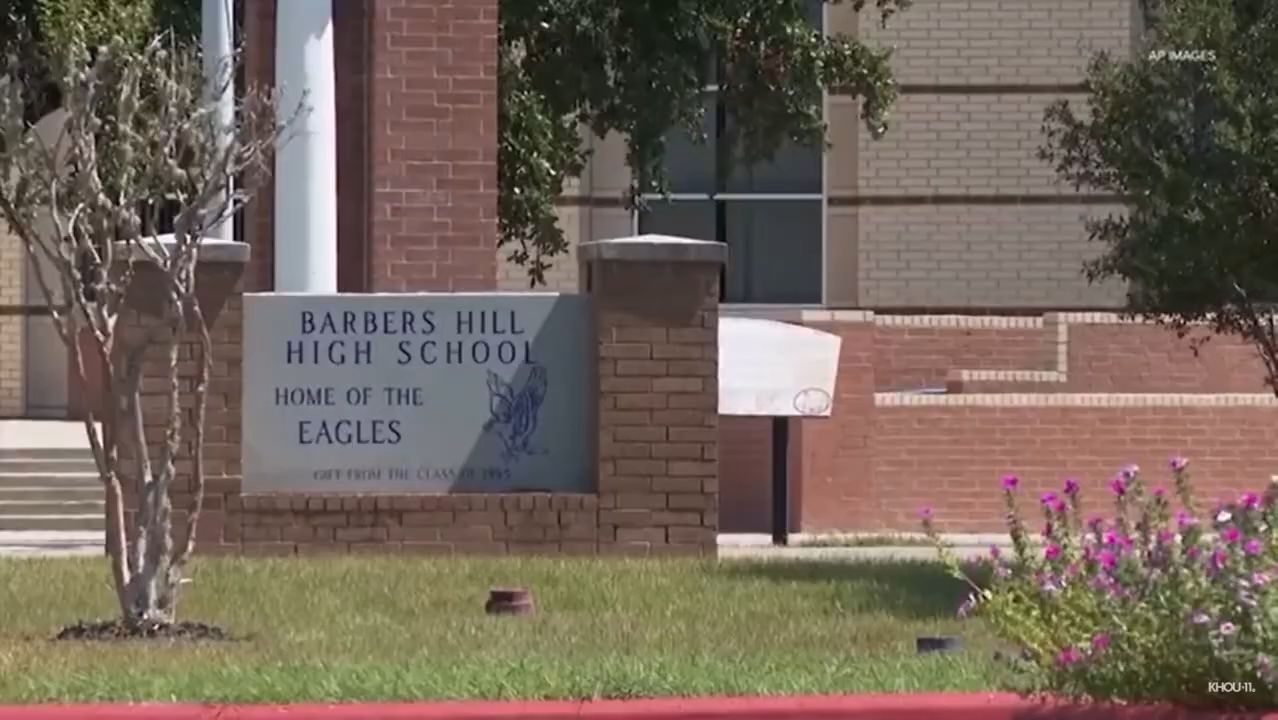 AP IMAGES
BARBERS HILL
HIGH SCHOOL
HOME OF THE
EAGLES
GIFT FROM THE CLASS OF 1995
KHOU•11.